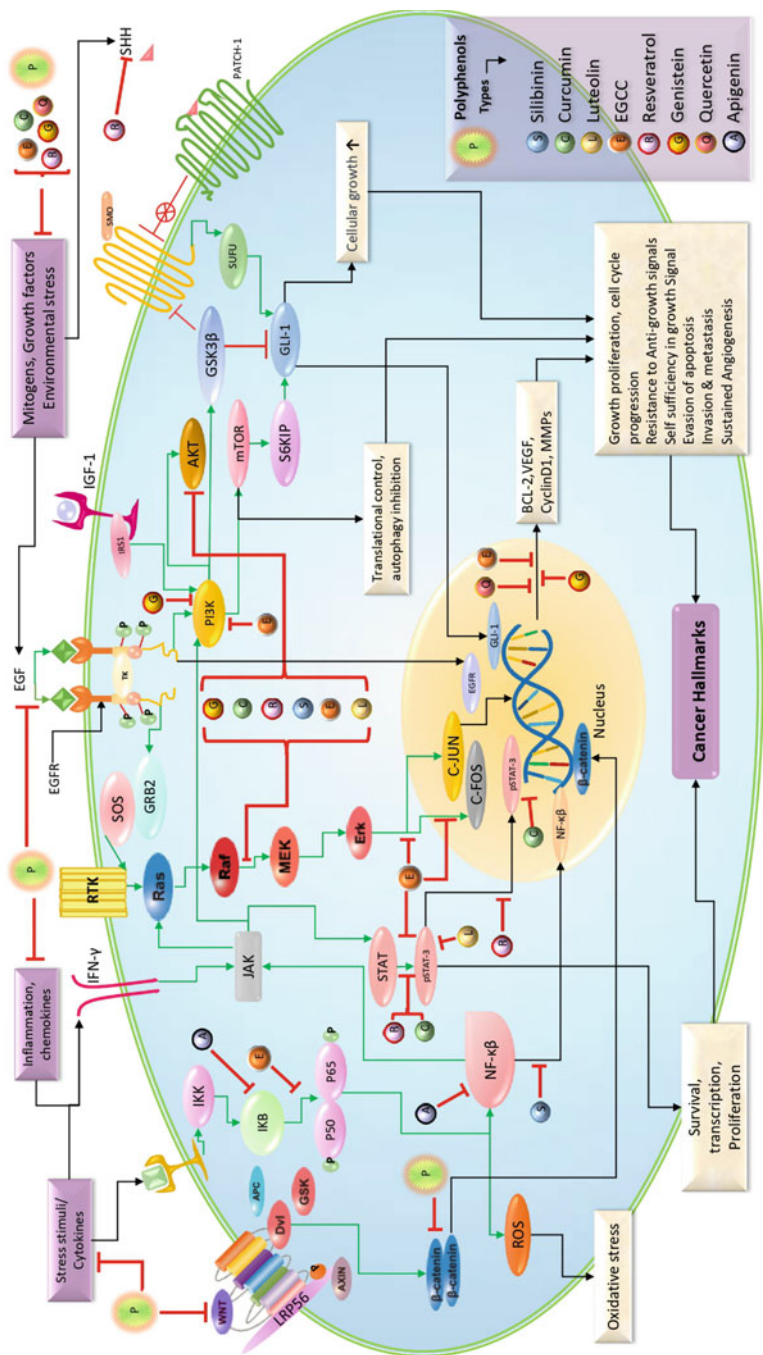 Stress stimuli/
Cytokines
Inflammation,
chemokines
Mitogens, Growth factors
Environmental stress
P
P
P
C
Q
E
G
R
SHH
R
PATCH-1
SMO
IFN-γ
RTK
SOS
GRB2
EGFR
EGF
TK
P
P
P
P
IGF-1
IRS1
G
PI3K
E
AKT
mTOR
S6KIP
GSK3β
SUFU
GLI-1
Cellular growth ↑
Translational control,
autophagy inhibition
WNT
LRP56
P
AXIN
Dvl
APC
GSK
IKK
IKB
A
E
P50
P65
P
P
JAK
Ras
Raf
MEK
Erk
G
C
R
S
E
L
STAT
pSTAT-3
R
C
L
R
E
C-JUN
C-FOS
NF-κβ
A
S
P
β-catenin
β-catenin
ROS
EGFR
GLI-1
pSTAT-3
C
NF-κβ
β-catenin
Nucleus
Q
E
G
BCL-2,VEGF,
CyclinD1, MMPs
Growth proliferation, cell cycle
progression
Resistance to Anti-growth signals
Self sufficiency in growth Signal
Evasion of apoptosis
Invasion & metastasis
Sustained Angiogenesis
Oxidative stress
Survival,
transcription,
Proliferation
Cancer Hallmarks
P
Polyphenols
Types
S Silibinin
C Curcumin
L Luteolin
E EGCC
R Resveratrol
G Genistein
Q Quercetin
A Apigenin